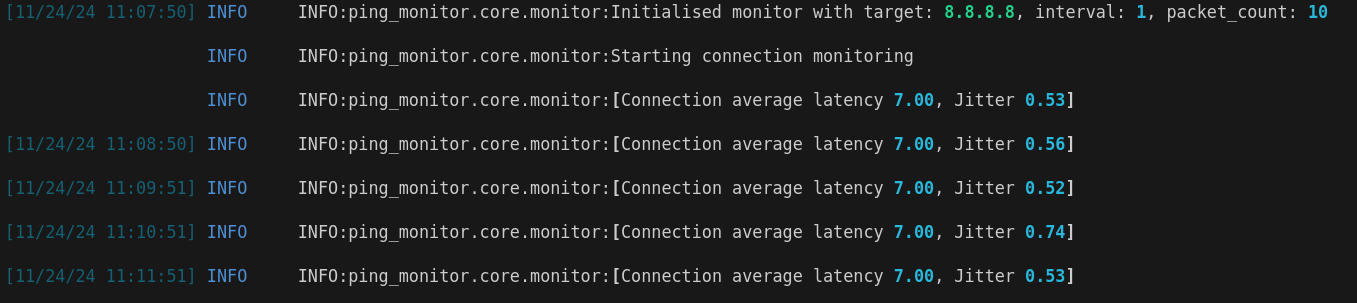 [11/24/24 11:07:50] INFO INFO:ping_monitor.core.monitor:Initialised monitor with target: 8.8.8.8, interval: 1, packet_count: 10
INFO INFO:ping_monitor.core.monitor:Starting connection monitoring
INFO INFO:ping_monitor.core.monitor:[Connection average latency 7.00, Jitter 0.53]
[11/24/24 11:08:50] INFO INFO:ping_monitor.core.monitor:[Connection average latency 7.00, Jitter 0.56]
[11/24/24 11:09:51] INFO INFO:ping_monitor.core.monitor:[Connection average latency 7.00, Jitter 0.52]
[11/24/24 11:10:51] INFO INFO:ping_monitor.core.monitor:[Connection average latency 7.00, Jitter 0.74]
[11/24/24 11:11:51] INFO INFO:ping_monitor.core.monitor:[Connection average latency 7.00, Jitter 0.53]